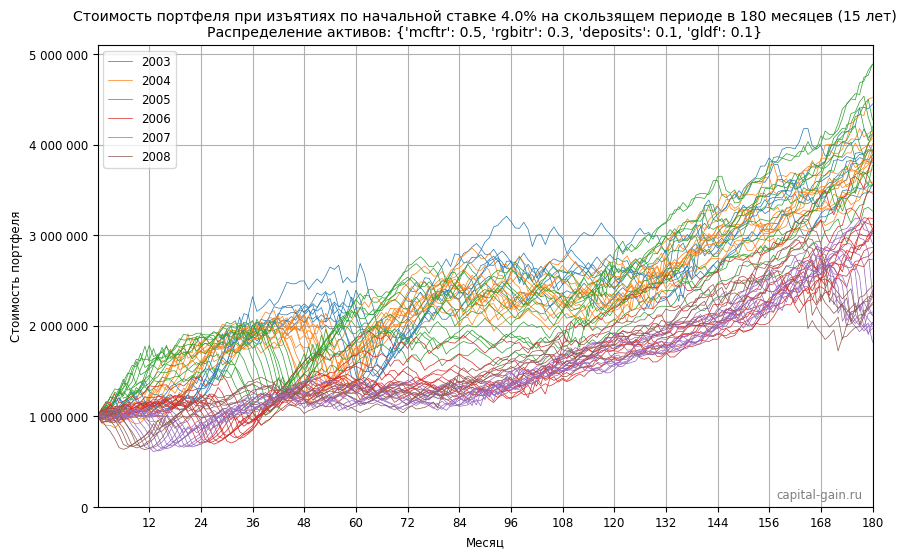 Стоимость портфеля при изъятиях по начальной ставке 4.0% на скользящем периоде в 180 месяцев (15 лет)
Распределение активов: {'mcftr': 0.5, 'rgbitr': 0.3, 'deposits': 0.1, 'gldf': 0.1}
5 000 000
4 000 000
3 000 000
2 000 000
1 000 000
0
Стоимость портфеля
2003
2004
2005
2006
2007
2008
capital-gain.ru
12 24 36 48 60 72 84 96 108 120 132 144 156 168 180
Месяц